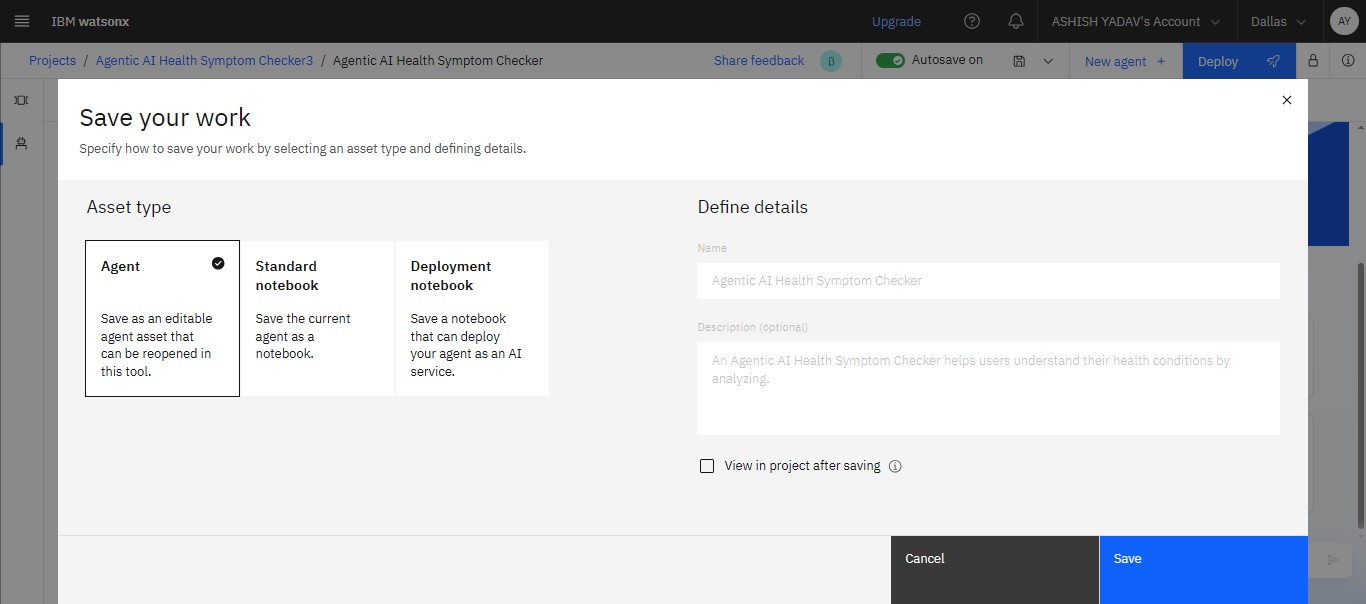 IBM watsonx
Upgrade
ASHISH YADAV's Account
Dallas
AY
Projects / Agentic AI Health Symptom Checker3 / Agentic AI Health Symptom Checker
Share feedback
β
Autosave on
New agent +
Deploy
Save your work
Specify how to save your work by selecting an asset type and defining details.
Asset type
Agent
Save as an editable
agent asset that
can be reopened in
this tool.
Standard
notebook
Save the current
agent as a
notebook.
Deployment
notebook
Save a notebook
that can deploy
your agent as an AI
service.
Define details
Name
Agentic AI Health Symptom Checker
Description (optional)
An Agentic AI Health Symptom Checker helps users understand their health conditions by
analyzing.
View in project after saving
Cancel
Save